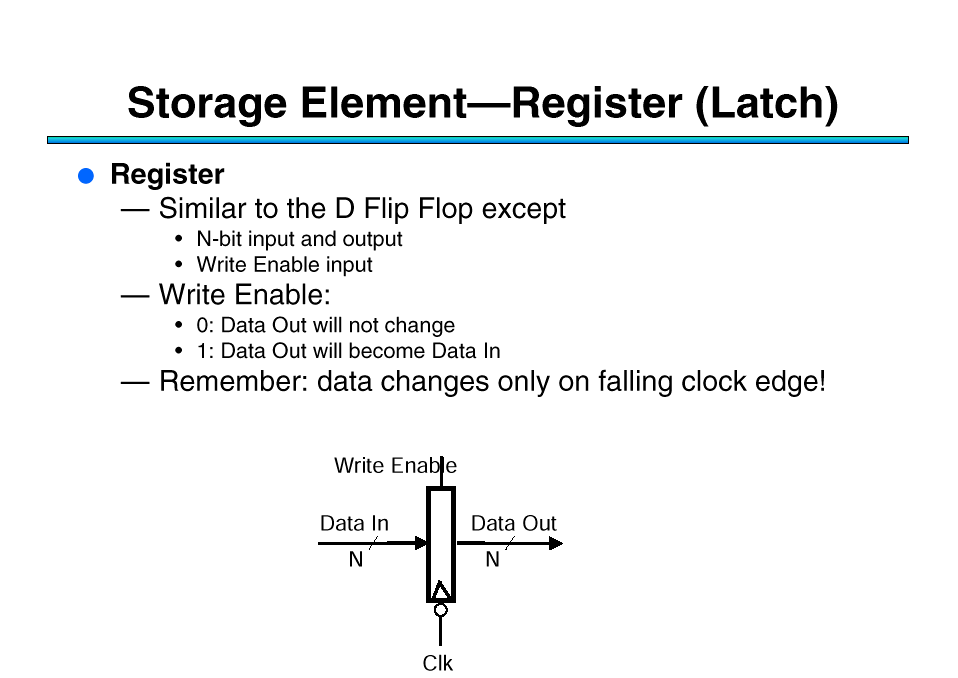 Storage Element—Register (Latch)
● Register
— Similar to the D Flip Flop except
• N-bit input and output
• Write Enable input
— Write Enable:
• 0: Data Out will not change
• 1: Data Out will become Data In
— Remember: data changes only on falling clock edge!
Write Enable
Data In
Data Out
N
N
Clk